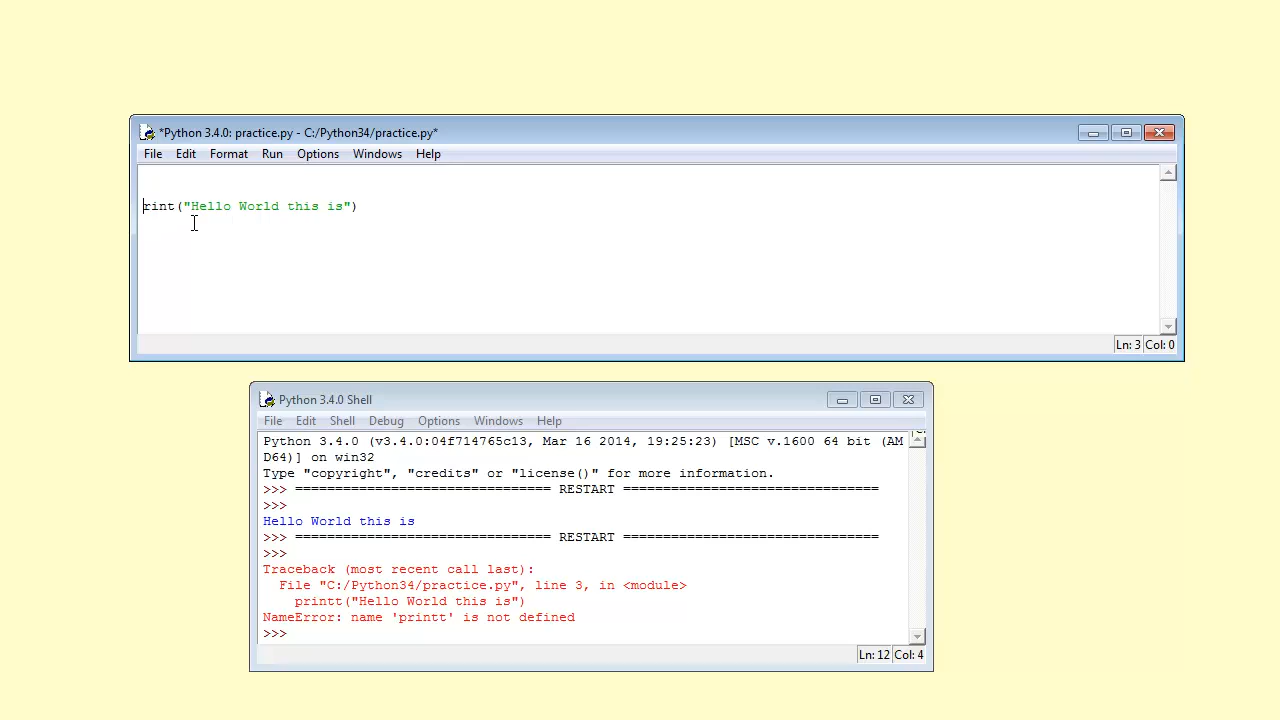 *Python 3.4.0: practice.py - C:/Python34/practice.py*
File Edit Format Run Options Windows Help
rint("Hello World this is")
Ln: 3 Col: 0
Python 3.4.0 Shell
File Edit Shell Debug Options Windows Help
Python 3.4.0 (v3.4.0:04f714765c13, Mar 16 2014, 19:25:23) [MSC v.1600 64 bit (AM
D64)] on win32
Type "copyright", "credits" or "license()" for more information.
>>> ================================ RESTART ================================
>>>
Hello World this is
>>> ================================ RESTART ================================
>>>
Traceback (most recent call last):
  File "C:/Python34/practice.py", line 3, in <module>
    printt("Hello World this is")
NameError: name 'printt' is not defined
>>>
Ln: 12 Col: 4